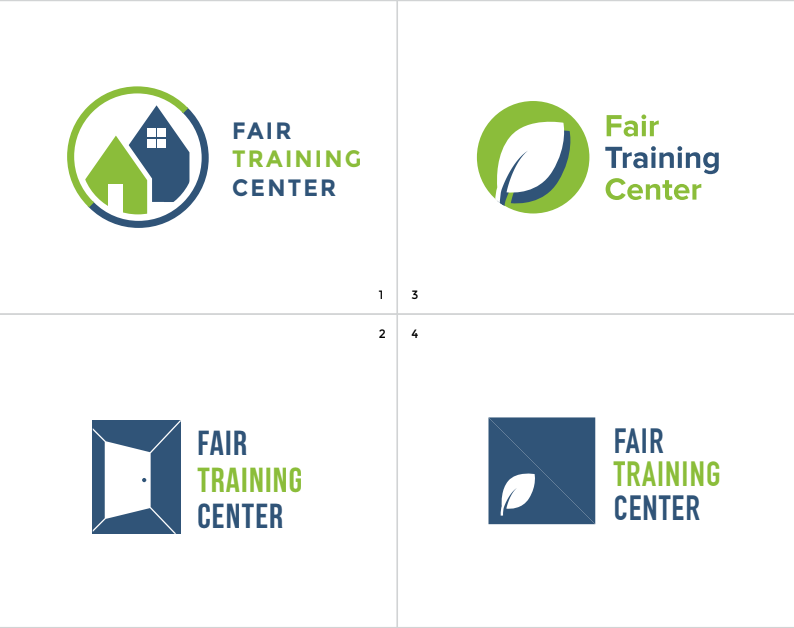 FAIR
TRAINING
CENTER
1
Fair
Training
Center
3
2
FAIR
TRAINING
CENTER
4
FAIR
TRAINING
CENTER